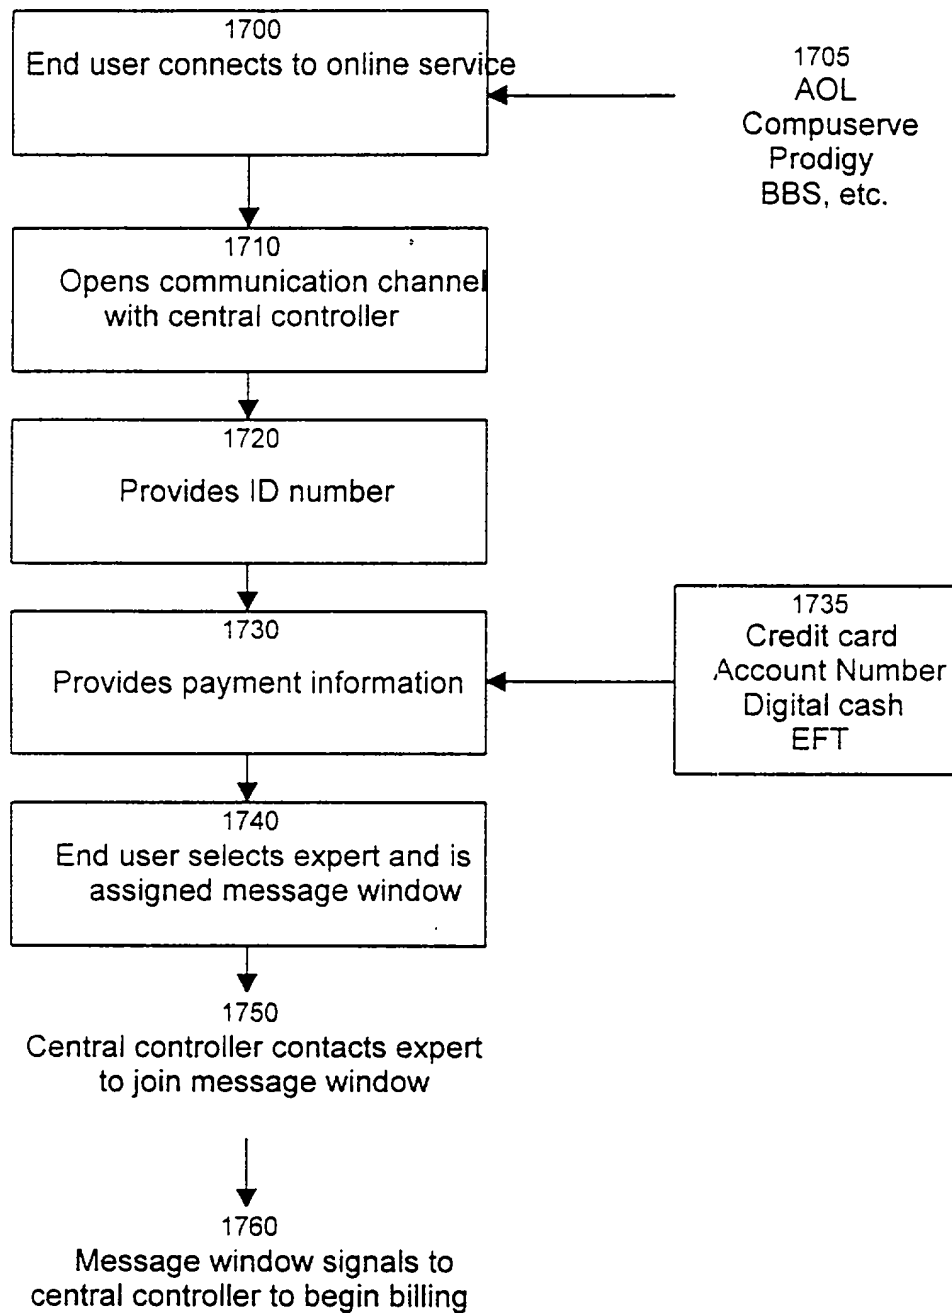 1700
End user connects to online service
1705
AOL
Compuserve
Prodigy
BBS, etc.
1710
Opens communication channel
with central controller
1720
Provides ID number
1730
Provides payment information
1735
Credit card
Account Number
Digital cash
EFT
1740
End user selects expert and is
assigned message window
1750
Central controller contacts expert
to join message window
1760
Message window signals to
central controller to begin billing